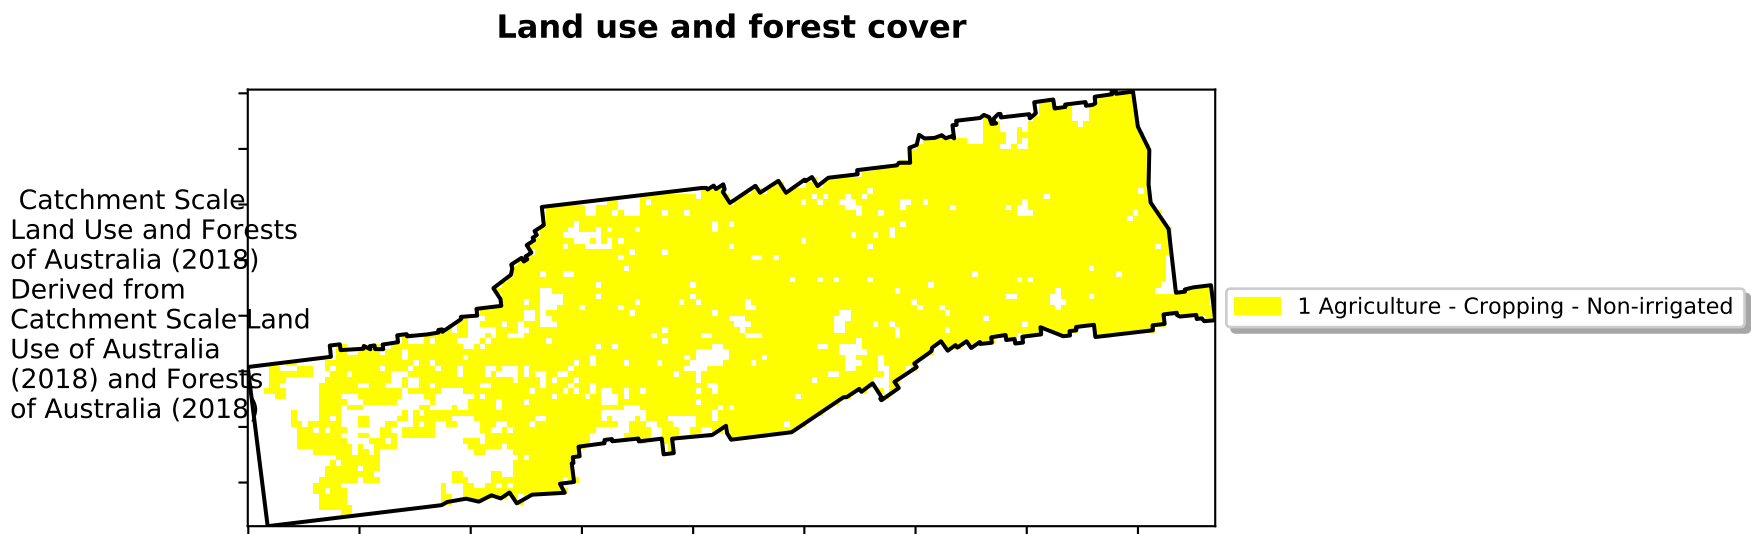 Land use and forest cover
Catchment Scale
Land Use and Forests
of Australia (2018)
Derived from
Catchment Scale Land
Use of Australia
(2018) and Forests
of Australia (2018)
1 Agriculture - Cropping - Non-irrigated